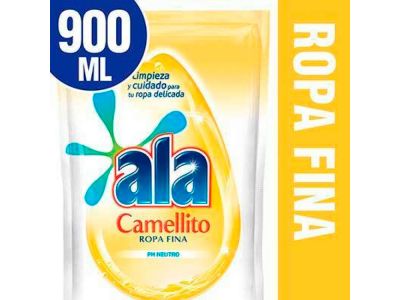 900
ML
Limpieza
y cuidado para
tu ropa delicada
ala
Camellito
ROPA FINA
PH NEUTRO
ROPA FINA